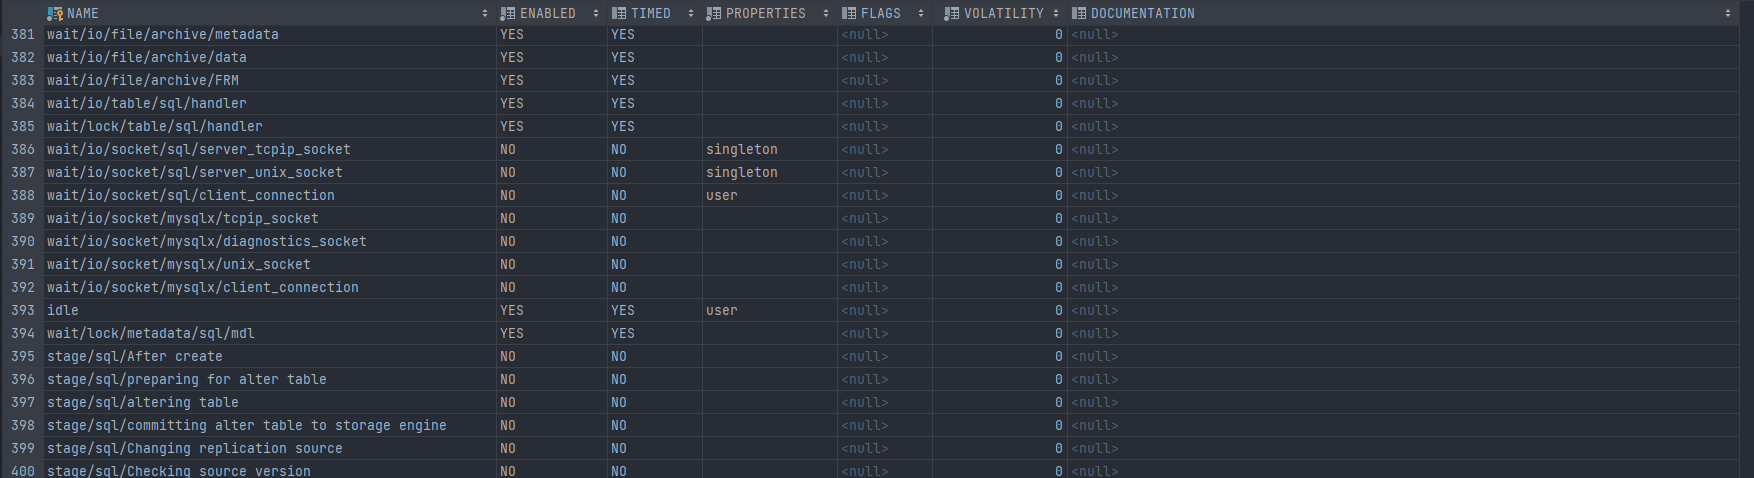 NAME ENABLED TIMED PROPERTIES FLAGS VOLATILITY DOCUMENTATION
381 wait/io/file/archive/metadata YES YES <null> 0 <null>
382 wait/io/file/archive/data YES YES <null> 0 <null>
383 wait/io/file/archive/FRM YES YES <null> 0 <null>
384 wait/io/table/sql/handler YES YES <null> 0 <null>
385 wait/lock/table/sql/handler YES YES <null> 0 <null>
386 wait/io/socket/sql/server_tcpip_socket NO NO singleton <null> 0 <null>
387 wait/io/socket/sql/server_unix_socket NO NO singleton <null> 0 <null>
388 wait/io/socket/sql/client_connection NO NO user <null> 0 <null>
389 wait/io/socket/mysqlx/tcpip_socket NO NO <null> 0 <null>
390 wait/io/socket/mysqlx/diagnostics_socket NO NO <null> 0 <null>
391 wait/io/socket/mysqlx/unix_socket NO NO <null> 0 <null>
392 wait/io/socket/mysqlx/client_connection NO NO <null> 0 <null>
393 idle YES YES user <null> 0 <null>
394 wait/lock/metadata/sql/mdl YES YES <null> 0 <null>
395 stage/sql/After create NO NO <null> 0 <null>
396 stage/sql/preparing for alter table NO NO <null> 0 <null>
397 stage/sql/altering table NO NO <null> 0 <null>
398 stage/sql/committing alter table to storage engine NO NO <null> 0 <null>
399 stage/sql/Changing replication source NO NO <null> 0 <null>
400 stage/sql/Checking source version NO NO <null> 0 <null>